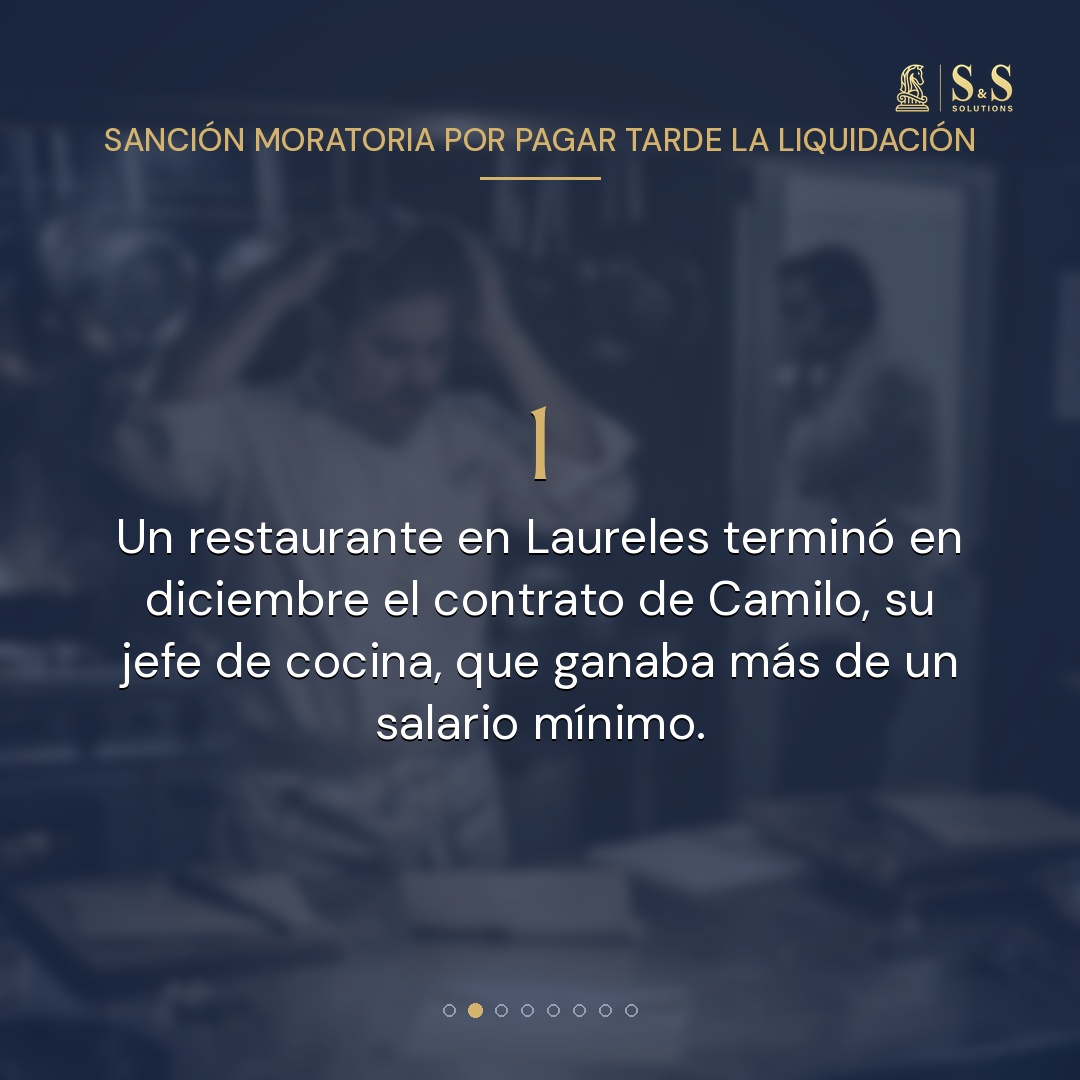 S&S
SOLUTIONS
SANCIÓN MORATORIA POR PAGAR TARDE LA LIQUIDACIÓN
1
Un restaurante en Laureles terminó en
diciembre el contrato de Camilo, su
jefe de cocina, que ganaba más de un
salario mínimo.